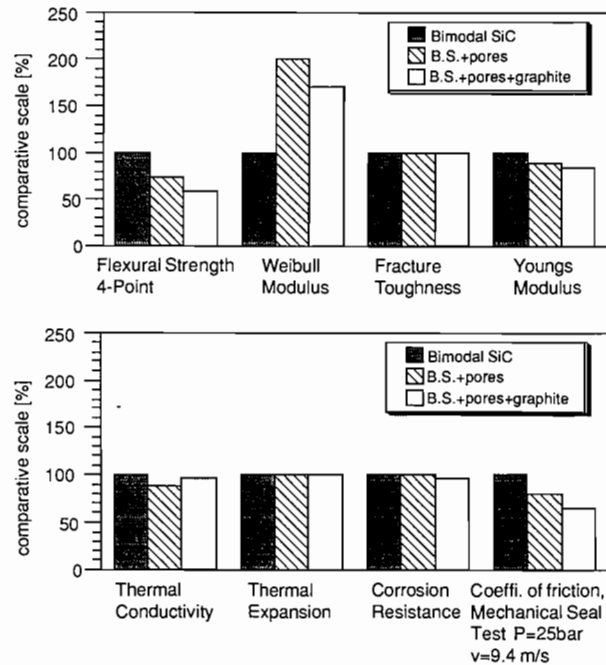 250
200
150
100
50
0
comparative scale [%]
Bimodal SiC
B.S.+pores
B.S.+pores+graphite
Flexural Strength
4-Point
Weibull
Modulus
Fracture
Toughness
Youngs
Modulus
250
200
150
100
50
0
comparative scale [%]
Bimodal SiC
B.S.+pores
B.S.+pores+graphite
Thermal
Conductivity
Thermal
Expansion
Corrosion
Resistance
Coeffi. of friction,
Mechanical Seal
Test P=25bar
v=9.4 m/s